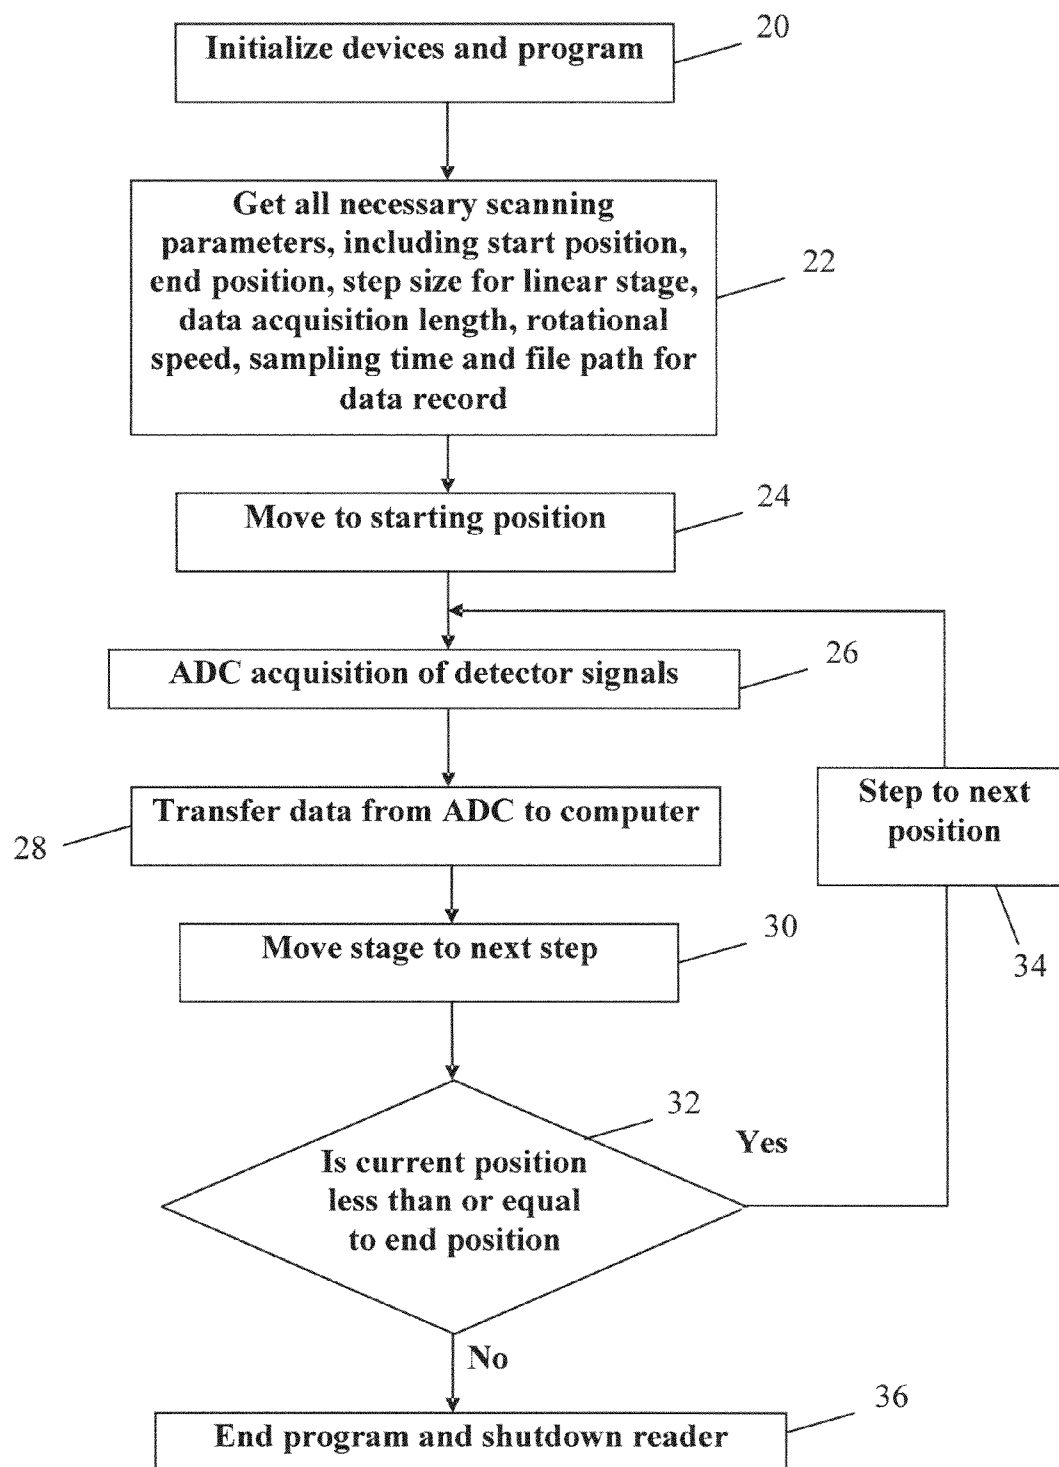 Initialize devices and program
20
Get all necessary scanning
parameters, including start position,
end position, step size for linear stage,
data acquisition length, rotational
speed, sampling time and file path for
data record
22
Move to starting position
24
ADC acquisition of detector signals
26
Transfer data from ADC to computer
28
Step to next
position
34
Move stage to next step
30
Is current position
less than or equal
to end position
32
Yes
No
End program and shutdown reader
36